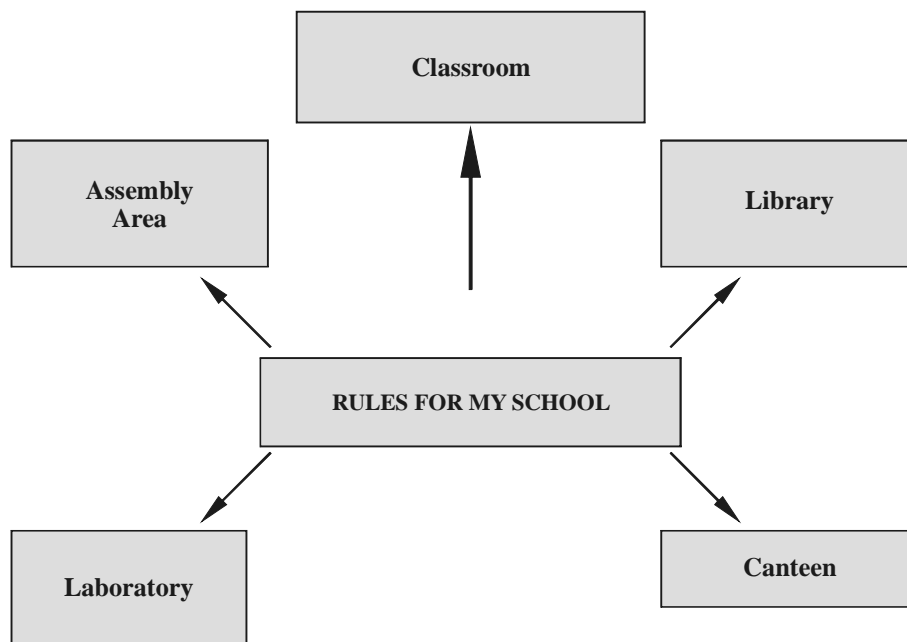 Classroom
Assembly
Area
Library
RULES FOR MY SCHOOL
Laboratory
Canteen